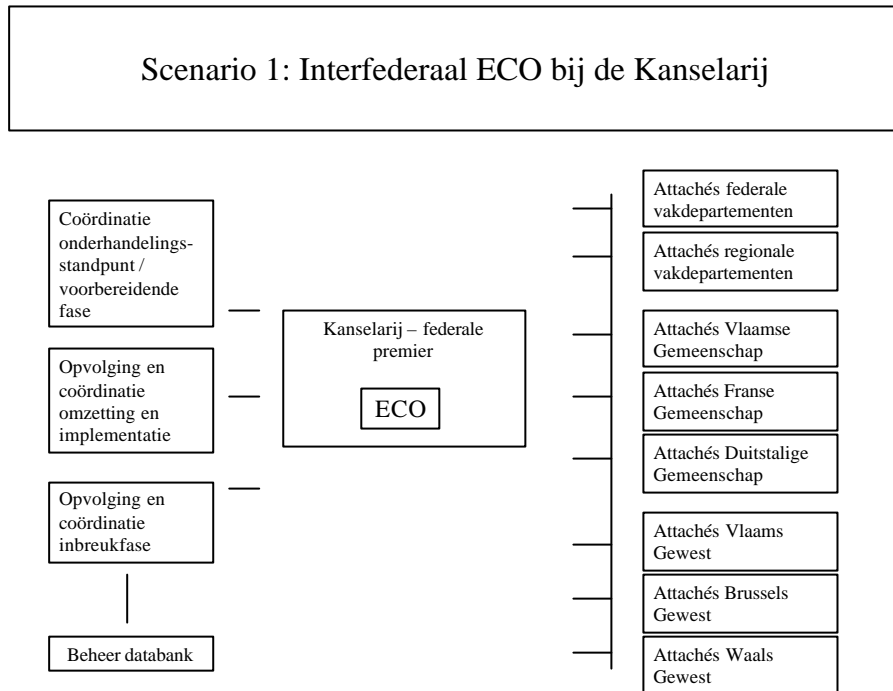 Scenario 1: Interfederaal ECO bij de Kanselarij
Coördinatie
onderhandelings-
standpunt /
voorbereidende
fase
Opvolging en
coördinatie
omzetting en
implementatie
Opvolging en
coördinatie
inbreukfase
Beheer databank
Kanselarij – federale
premier
ECO
Attachés federale
vakdepartementen
Attachés regionale
vakdepartementen
Attachés Vlaamse
Gemeenschap
Attachés Franse
Gemeenschap
Attachés Duitstalige
Gemeenschap
Attachés Vlaams
Gewest
Attachés Brussels
Gewest
Attachés Waals
Gewest